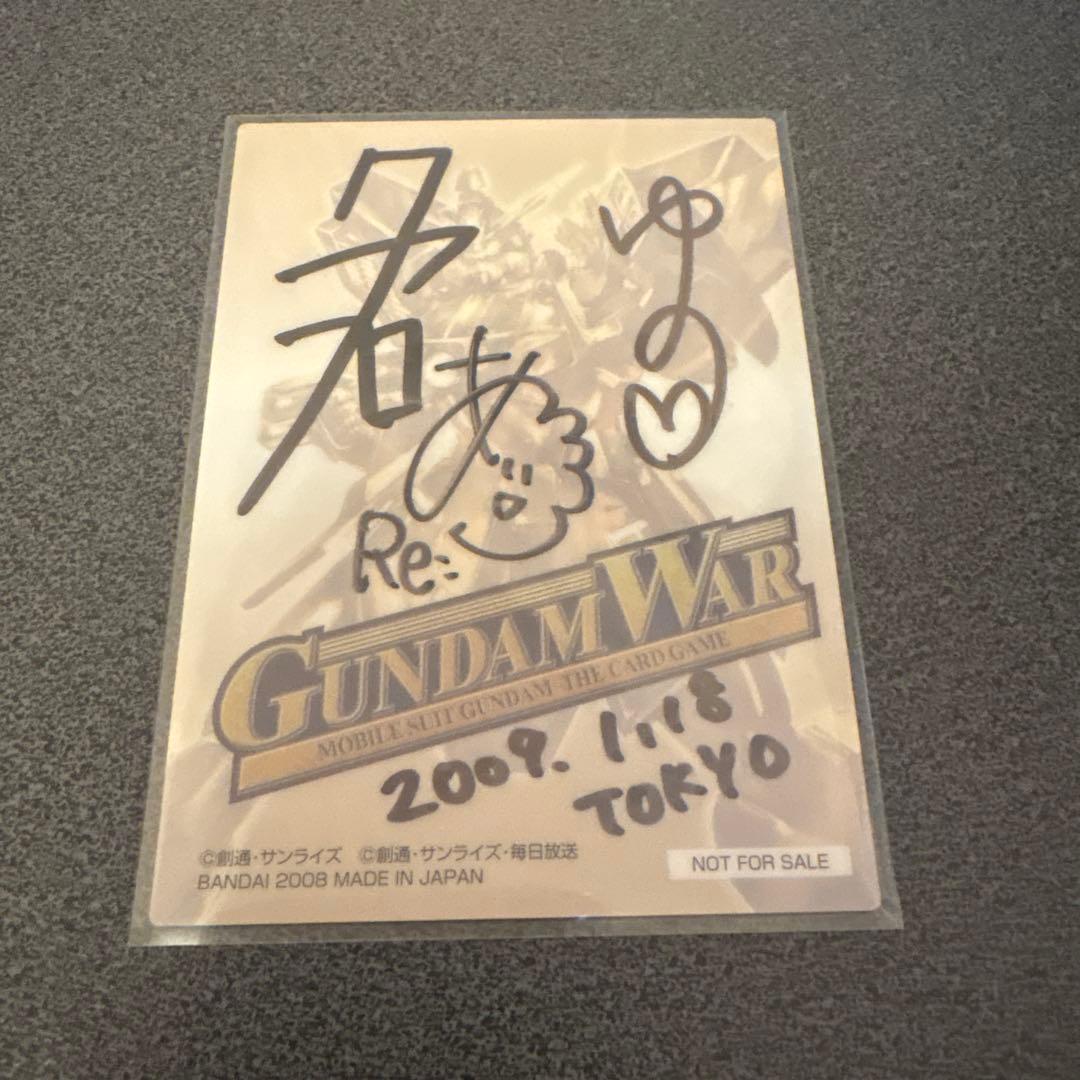 ゆの
Re:
GUNDAM WAR
MOBILE SUIT GUNDAM THE CARD GAME
2009. 1.18
TOKYO
©創通・サンライズ ©創通・サンライズ・毎日放送
BANDAI 2008 MADE IN JAPAN
NOT FOR SALE